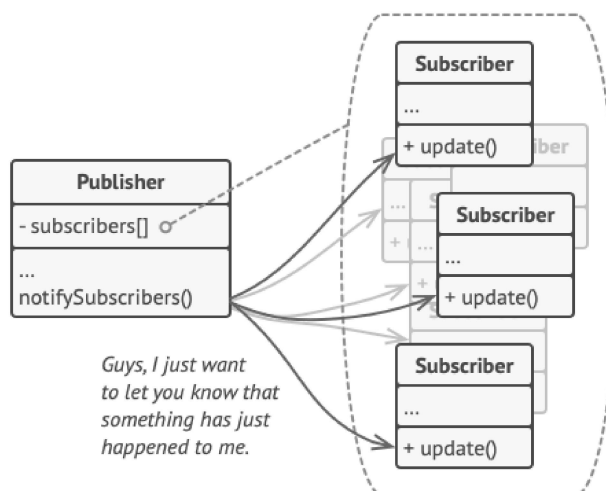 Publisher
- subscribers[]
...
notifySubscribers()
Guys, I just want
to let you know that
something has just
happened to me.
Subscriber
...
+ update()
Subscriber
...
+ update()
Subscriber
...
+ update()